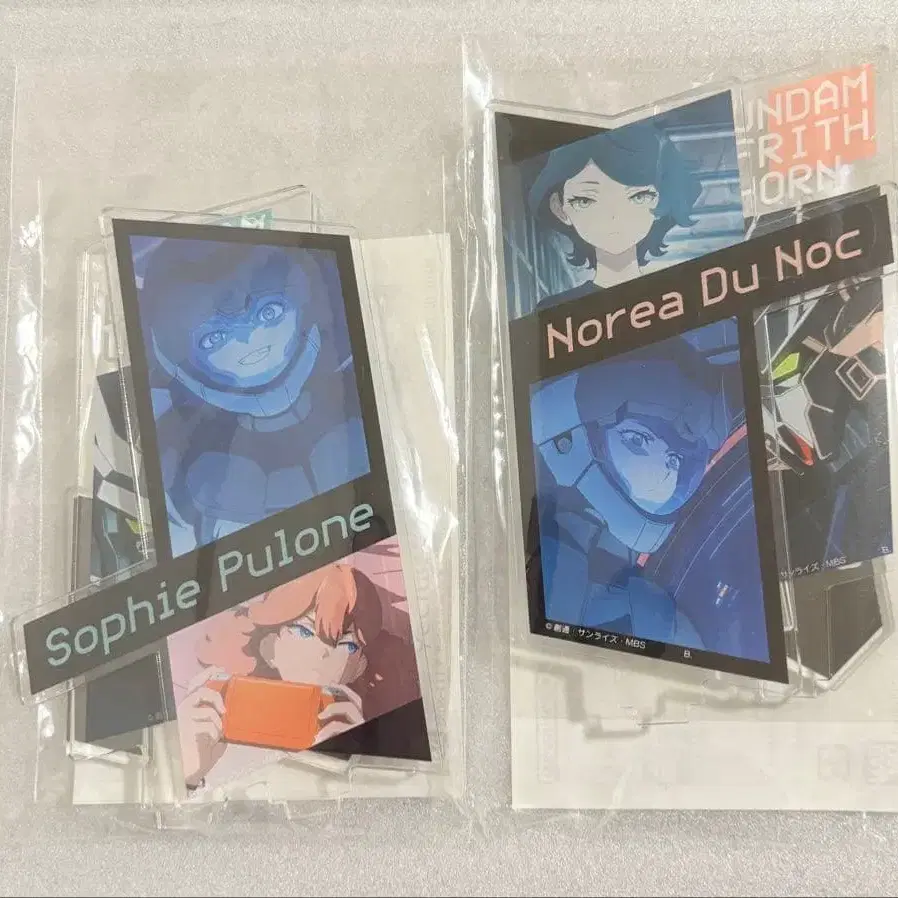 Sophie Pulone
UNDAM
FRITH
HORN
Norea Du Noc
サンライズ・MBS B.
©創通・サンライズ・MBS B.